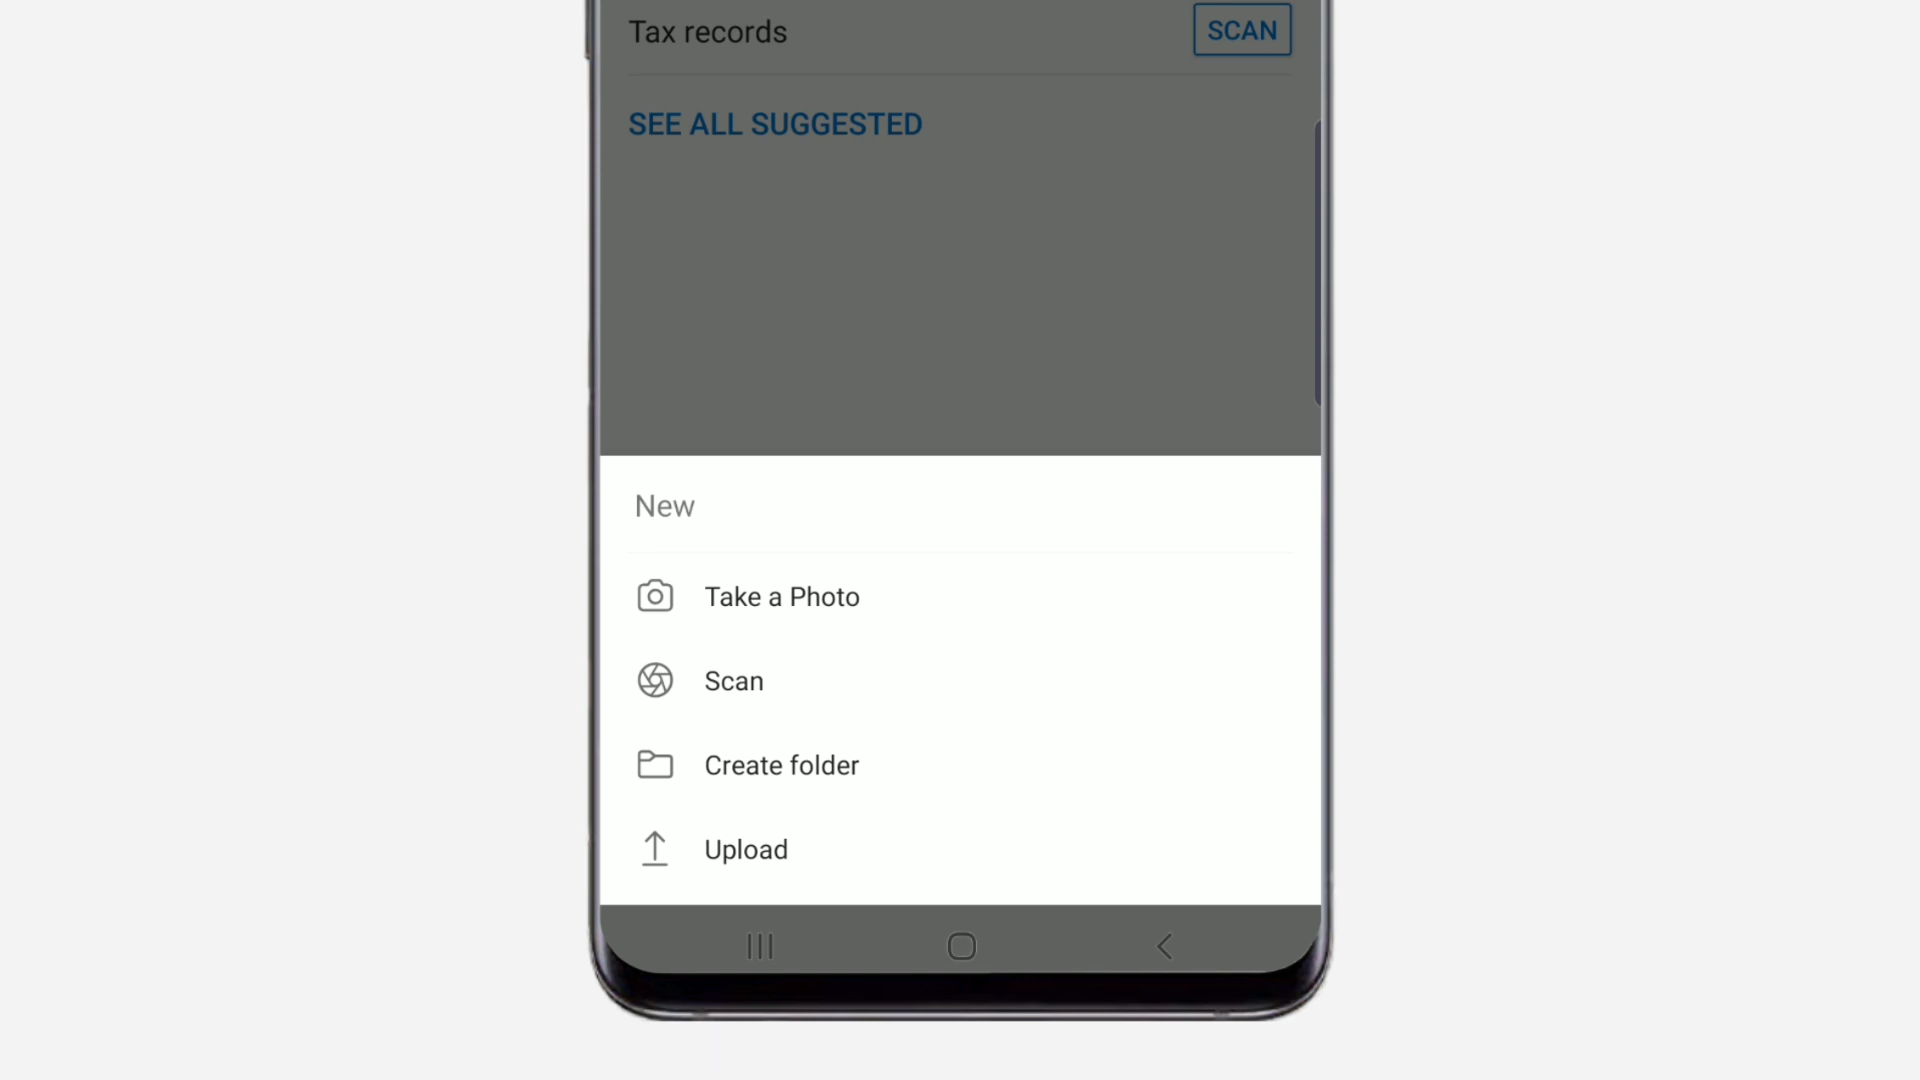 Tax records
SCAN
SEE ALL SUGGESTED
New
Take a Photo
Scan
Create folder
Upload